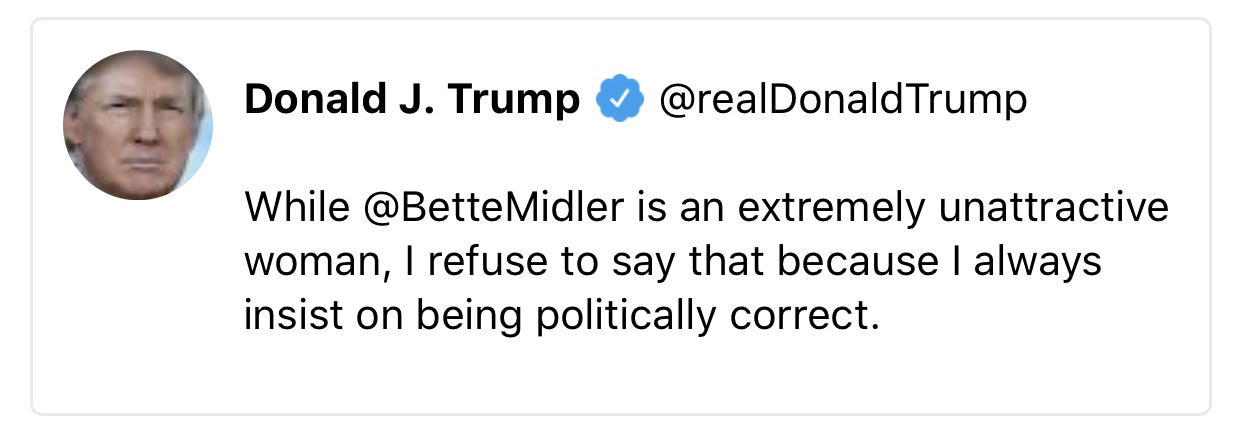 Donald J. Trump @realDonaldTrump
While @BetteMidler is an extremely unattractive
woman, I refuse to say that because I always
insist on being politically correct.